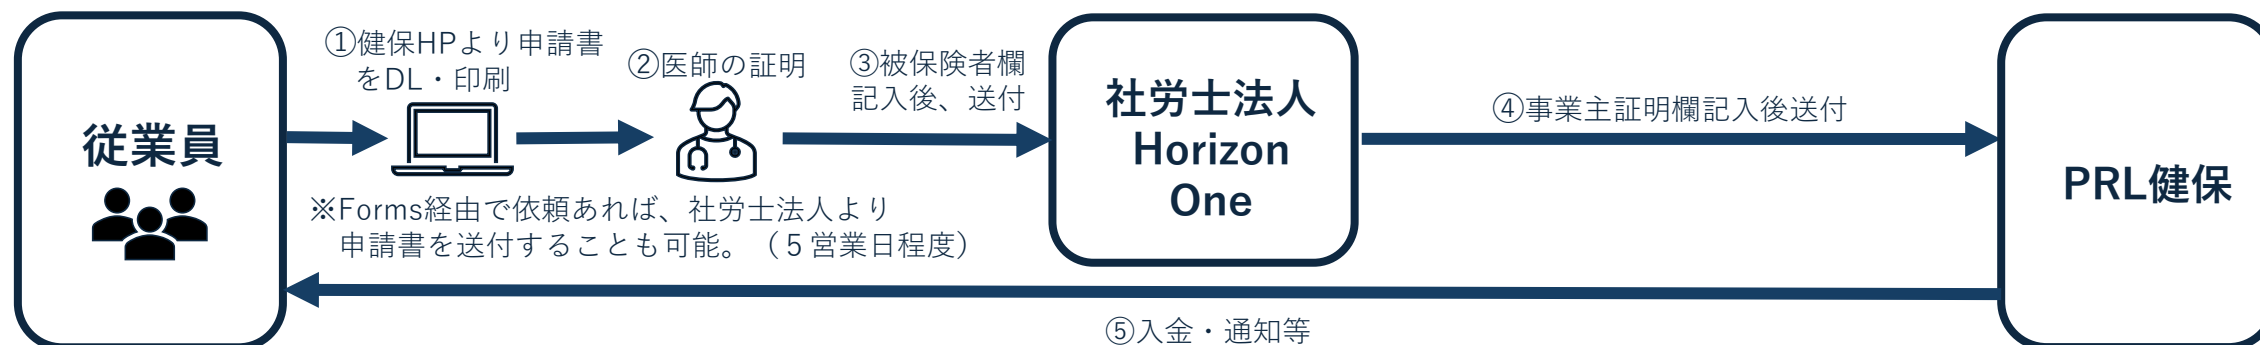 従業員
①健保HPより申請書
をDL・印刷
②医師の証明
③被保険者欄
記入後、送付
※Forms経由で依頼あれば、社労士法人より
申請書を送付することも可能。（５営業日程度）
社労士法人
Horizon
One
④事業主証明欄記入後送付
PRL健保
⑤入金・通知等